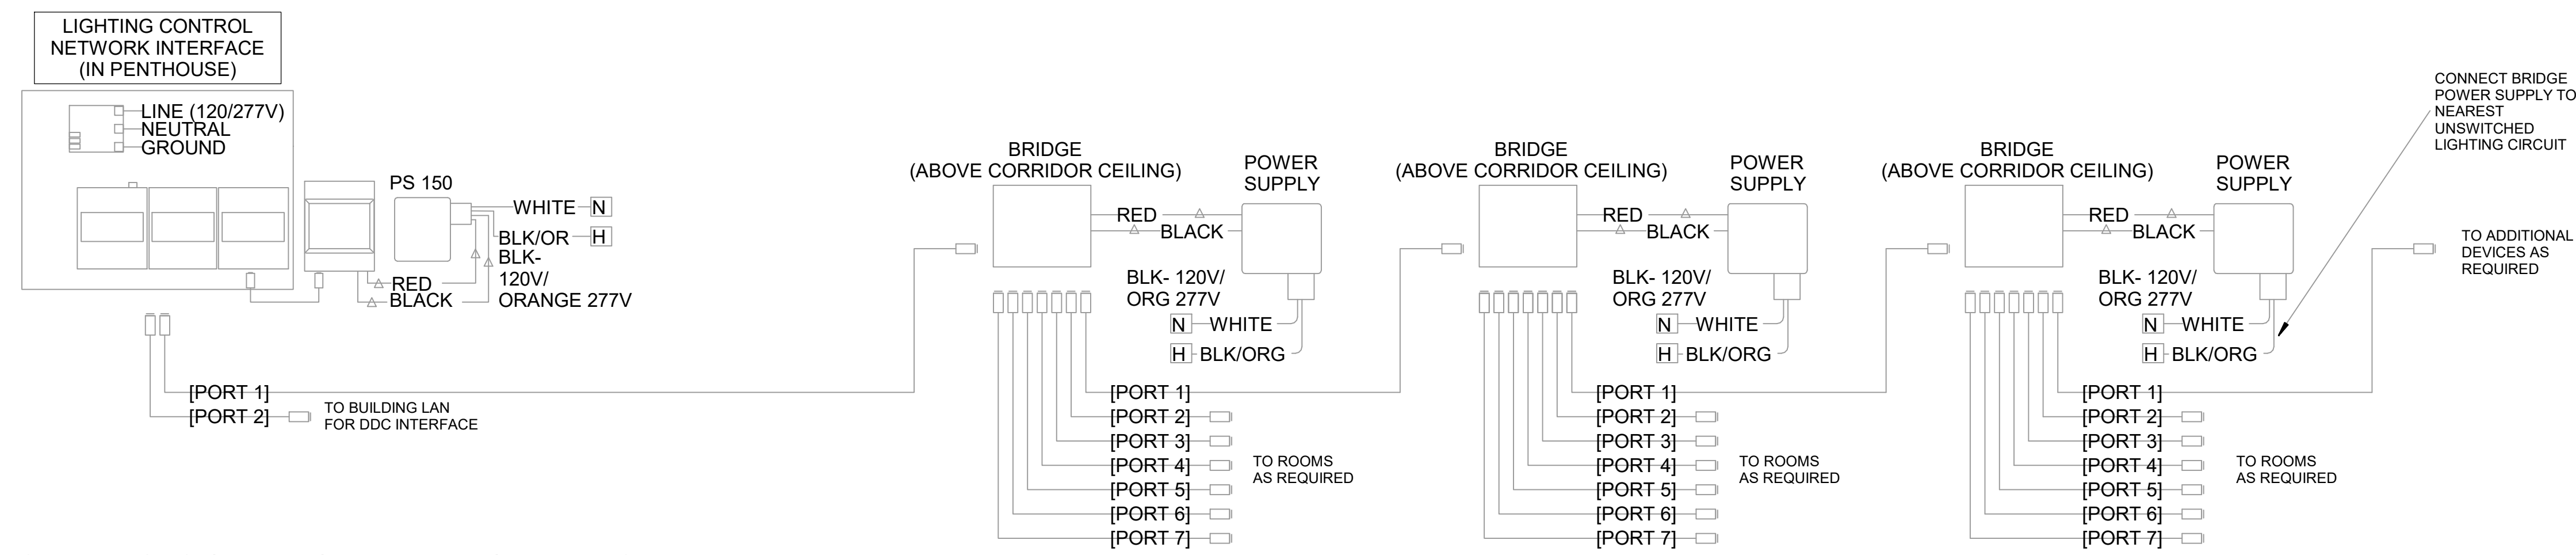 LIGHTING CONTROL
NETWORK INTERFACE
(IN PENTHOUSE)
LINE (120/277V)
NEUTRAL
GROUND
PS 150
WHITE
N
BLK/OR
H
BLK-
120V/
ORANGE 277V
RED
BLACK
[PORT 1]
[PORT 2]
TO BUILDING LAN
FOR DDC INTERFACE
BRIDGE
(ABOVE CORRIDOR CEILING)
POWER
SUPPLY
RED
BLACK
BLK- 120V/
ORG 277V
N
WHITE
H
BLK/ORG
[PORT 1]
[PORT 2]
[PORT 3]
[PORT 4]
[PORT 5]
[PORT 6]
[PORT 7]
TO ROOMS
AS REQUIRED
BRIDGE
(ABOVE CORRIDOR CEILING)
POWER
SUPPLY
RED
BLACK
BLK- 120V/
ORG 277V
N
WHITE
H
BLK/ORG
[PORT 1]
[PORT 2]
[PORT 3]
[PORT 4]
[PORT 5]
[PORT 6]
[PORT 7]
TO ROOMS
AS REQUIRED
BRIDGE
(ABOVE CORRIDOR CEILING)
POWER
SUPPLY
RED
BLACK
BLK- 120V/
ORG 277V
N
WHITE
H
BLK/ORG
[PORT 1]
[PORT 2]
[PORT 3]
[PORT 4]
[PORT 5]
[PORT 6]
[PORT 7]
TO ROOMS
AS REQUIRED
CONNECT BRIDGE
POWER SUPPLY TO
NEAREST
UNSWITCHED
LIGHTING CIRCUIT
TO ADDITIONAL
DEVICES AS
REQUIRED